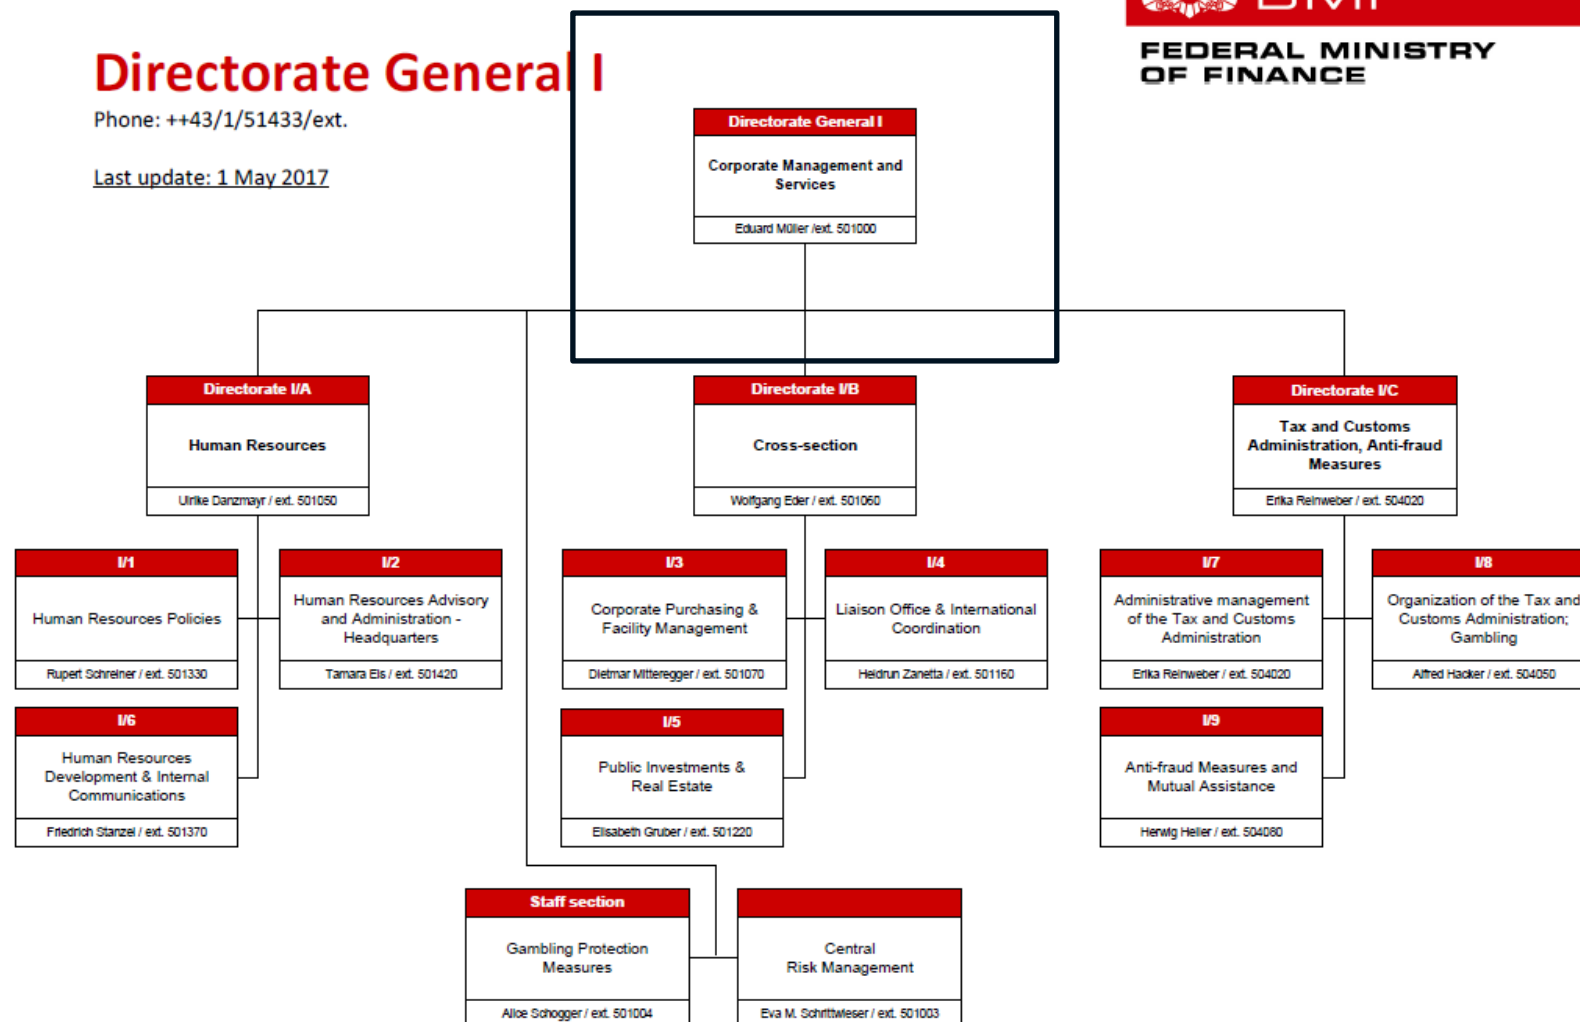 FEDERAL MINISTRY
OF FINANCE
Directorate General I
Phone: ++43/1/51433/ext.
Last update: 1 May 2017
Directorate General I
Corporate Management and
Services
Eduard Müller /ext. 501000
Directorate I/A
Human Resources
Ulrike Danzmayr / ext. 501050
Directorate I/B
Cross-section
Wolfgang Eder / ext. 501060
Directorate I/C
Tax and Customs
Administration, Anti-fraud
Measures
Erika Reinweber / ext. 504020
I/1
Human Resources Policies
Rupert Schreiner / ext. 501330
I/2
Human Resources Advisory
and Administration -
Headquarters
Tamara Els / ext. 501420
I/3
Corporate Purchasing &
Facility Management
Dietmar Mitteregger / ext. 501070
I/4
Liaison Office & International
Coordination
Heidrun Zanetta / ext. 501160
I/7
Administrative management
of the Tax and Customs
Administration
Erika Reinweber / ext. 504020
I/8
Organization of the Tax and
Customs Administration;
Gambling
Alfred Hacker / ext. 504050
I/6
Human Resources
Development & Internal
Communications
Friedrich Stanzel / ext. 501370
I/5
Public Investments &
Real Estate
Elisabeth Gruber / ext. 501220
I/9
Anti-fraud Measures and
Mutual Assistance
Herwig Heller / ext. 504080
Staff section
Gambling Protection
Measures
Alice Schogger / ext. 501004
Central
Risk Management
Eva M. Schrittwieser / ext. 501003